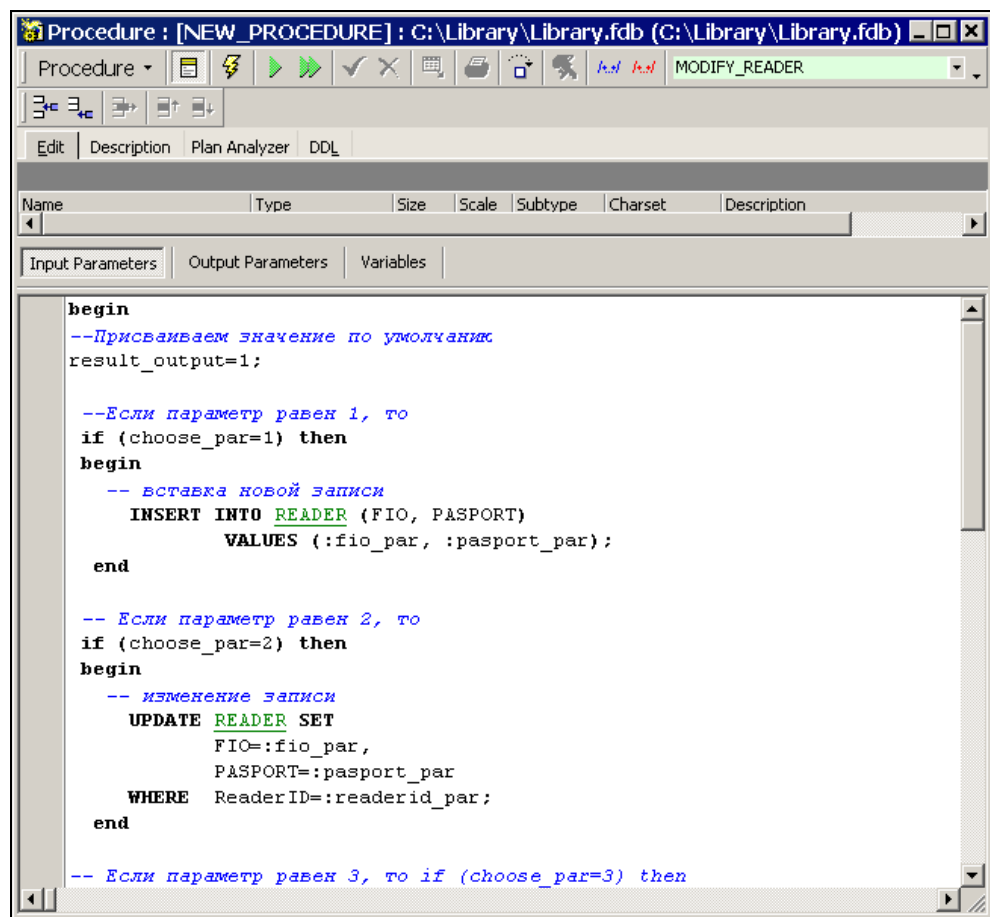 Procedure : [NEW_PROCEDURE] : C:\Library\Library.fdb (C:\Library\Library.fdb)
Procedure MODIFY_READER
Edit Description Plan Analyzer DDL
Name Type Size Scale Subtype Charset Description
Input Parameters Output Parameters Variables
begin
--Присваиваем значение по умолчанию
result_output=1;
--Если параметр равен 1, то
if (choose_par=1) then
begin
-- вставка новой записи
INSERT INTO READER (FIO, PASPORT)
VALUES (:fio_par, :pasport_par);
end
-- Если параметр равен 2, то
if (choose_par=2) then
begin
-- изменение записи
UPDATE READER SET
FIO=:fio_par,
PASPORT=:pasport_par
WHERE ReaderID=:readerid_par;
end
-- Если параметр равен 3, то if (choose_par=3) then